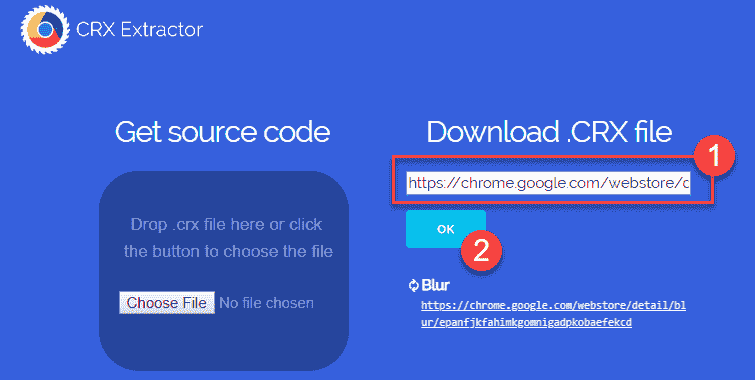 CRX Extractor
Get source code
Drop .crx file here or click
the button to choose the file
Choose File No file chosen
Download .CRX file
1
https://chrome.google.com/webstore/c
OK
2
Blur
https://chrome.google.com/webstore/detail/bl
ur/epanfjkfahimkgomnigadpkobaefekcd